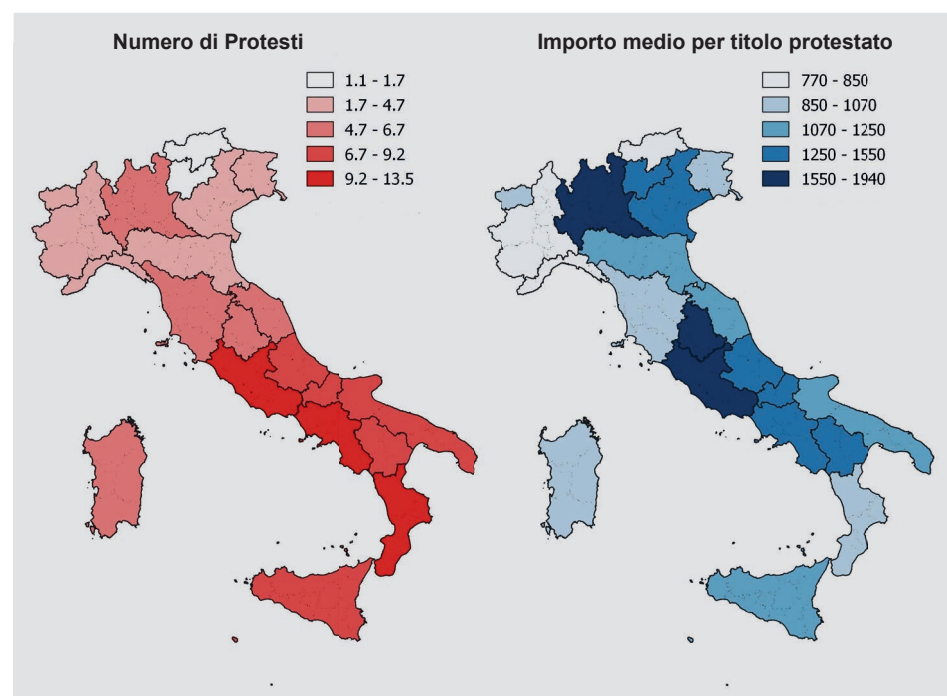 Numero di Protesti
1.1 - 1.7
1.7 - 4.7
4.7 - 6.7
6.7 - 9.2
9.2 - 13.5
Importo medio per titolo protestato
770 - 850
850 - 1070
1070 - 1250
1250 - 1550
1550 - 1940